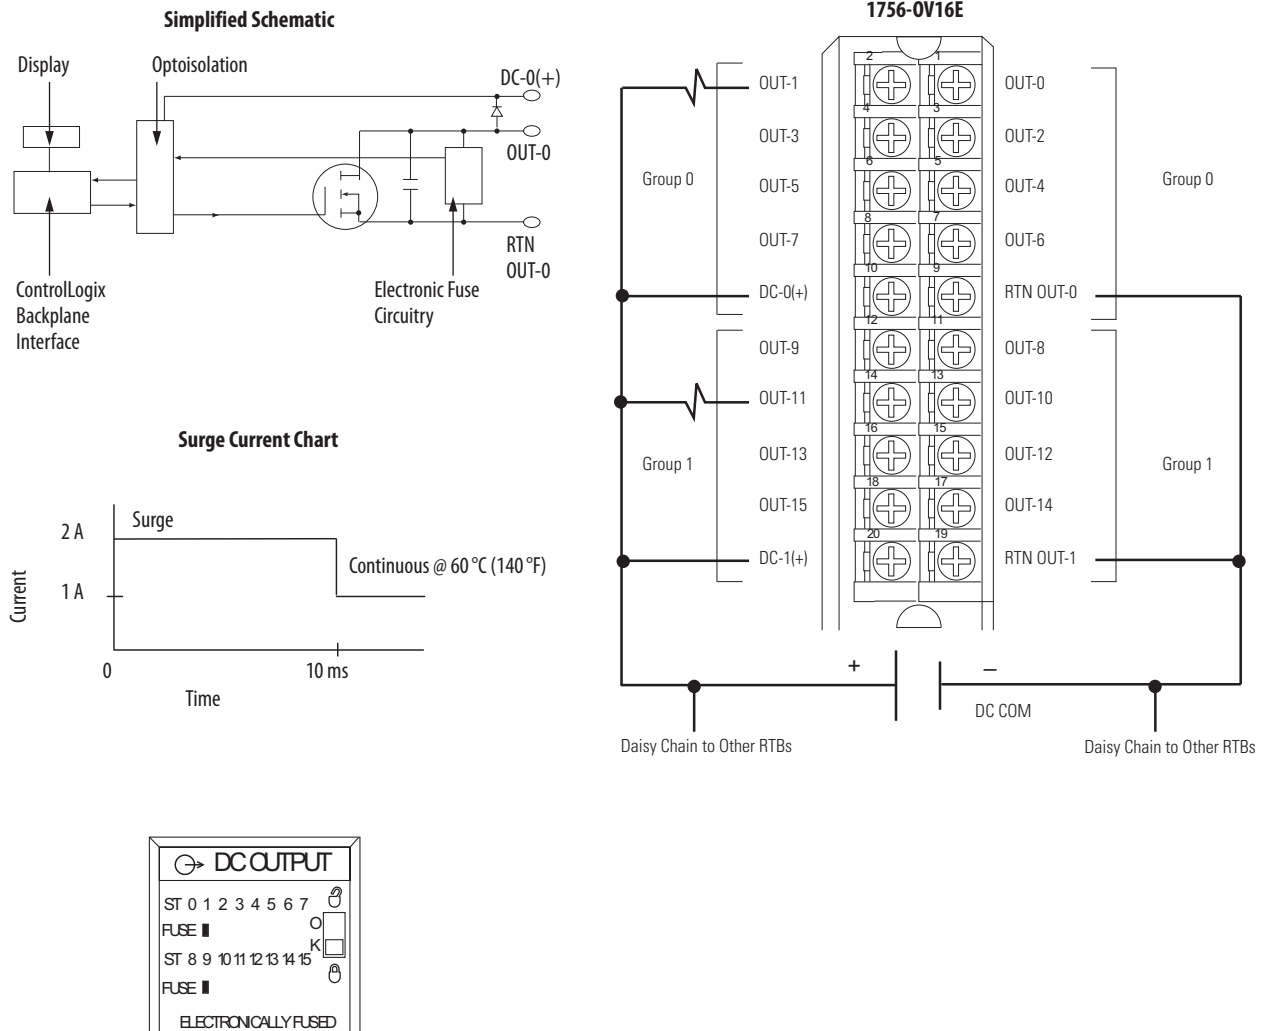 Simplified Schematic
Display
Optoisolation
DC-0(+)
OUT-0
RTN
OUT-0
ControlLogix
Backplane
Interface
Electronic Fuse
Circuitry
Surge Current Chart
Current
2 A
1 A
Surge
Continuous @ 60 °C (140 °F)
0
10 ms
Time
1756-OV16E
2 1
OUT-1
OUT-0
4 3
OUT-3
OUT-2
6 5
Group 0
OUT-5
OUT-4
Group 0
8 7
OUT-7
OUT-6
10 9
DC-0(+)
RTN OUT-0
12 11
OUT-9
OUT-8
14 13
OUT-11
OUT-10
16 15
Group 1
OUT-13
OUT-12
Group 1
18 17
OUT-15
OUT-14
20 19
DC-1(+)
RTN OUT-1
+
–
DC COM
Daisy Chain to Other RTBs
Daisy Chain to Other RTBs
DC OUTPUT
ST 0 1 2 3 4 5 6 7
FUSE
O
K
ST 8 9 10 11 12 13 14 15
FUSE
ELECTRONICALLY FUSED